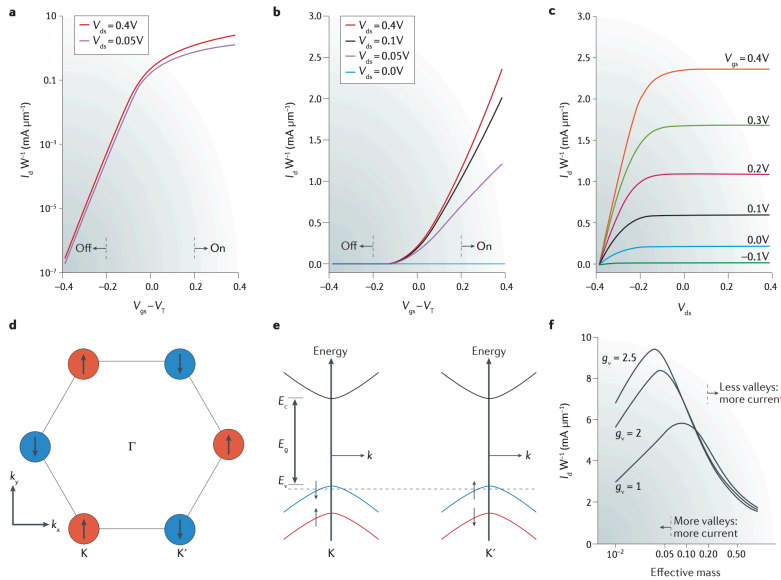 a
V_ds = 0.4V
V_ds = 0.05V
I_d W⁻¹ (mA μm⁻¹)
10
0.1
10⁻³
10⁻⁵
10⁻⁷
Off
On
−0.4
−0.2
0.0
0.2
0.4
V_gs−V_T
b
V_ds = 0.4V
V_ds = 0.1V
V_ds = 0.05V
V_ds = 0.0V
I_d W⁻¹ (mA μm⁻¹)
3.0
2.5
2.0
1.5
1.0
0.5
0.0
Off
On
−0.4
−0.2
0.0
0.2
0.4
V_gs−V_T
c
I_d W⁻¹ (mA μm⁻¹)
3.0
2.5
2.0
1.5
1.0
0.5
0.0
V_gs = 0.4V
0.3V
0.2V
0.1V
0.0V
−0.1V
−0.4
−0.2
0.0
0.2
0.4
V_ds
d
Γ
k_y
k_x
K
K′
e
Energy
Energy
E_c
E_g
E_v
k
k
K
K′
f
I_d W⁻¹ (mA μm⁻¹)
10
8
6
4
2
0
g_v = 2.5
g_v = 2
g_v = 1
Less valleys:
more current
More valleys:
more current
10⁻²
0.05
0.10
0.20
0.50
Effective mass